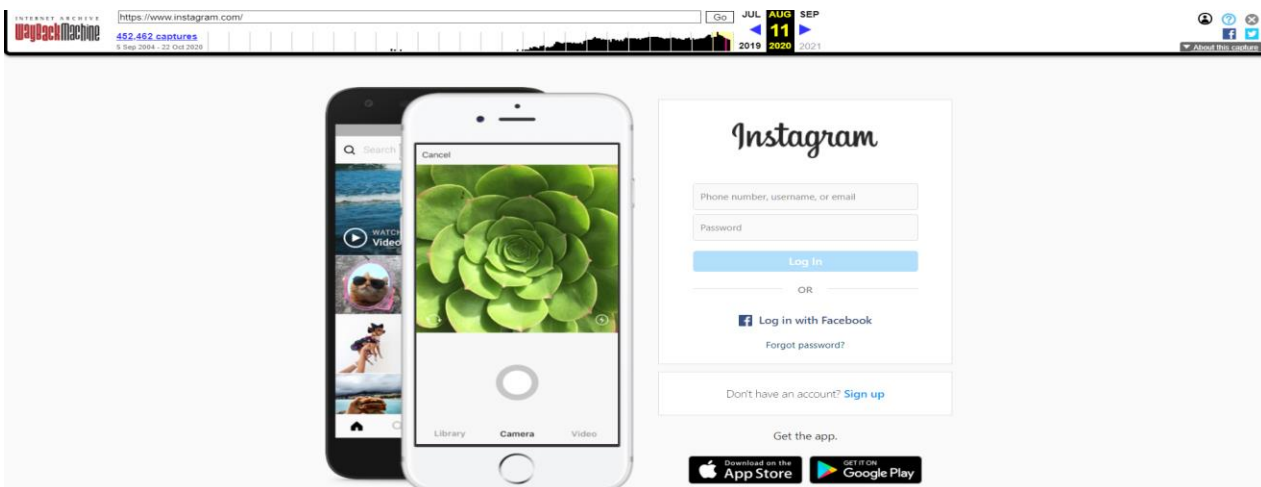 INTERNET ARCHIVE
WayBackMachine
https://www.instagram.com/
Go
JUL AUG SEP
452,462 captures
11
5 Sep 2004 - 22 Oct 2020
2019 2020 2021
About this capture
Search
WATCH
Video
Cancel
Library Camera Video
Instagram
Phone number, username, or email
Password
Log In
OR
Log in with Facebook
Forgot password?
Don't have an account? Sign up
Get the app.
Download on the
App Store
GET IT ON
Google Play